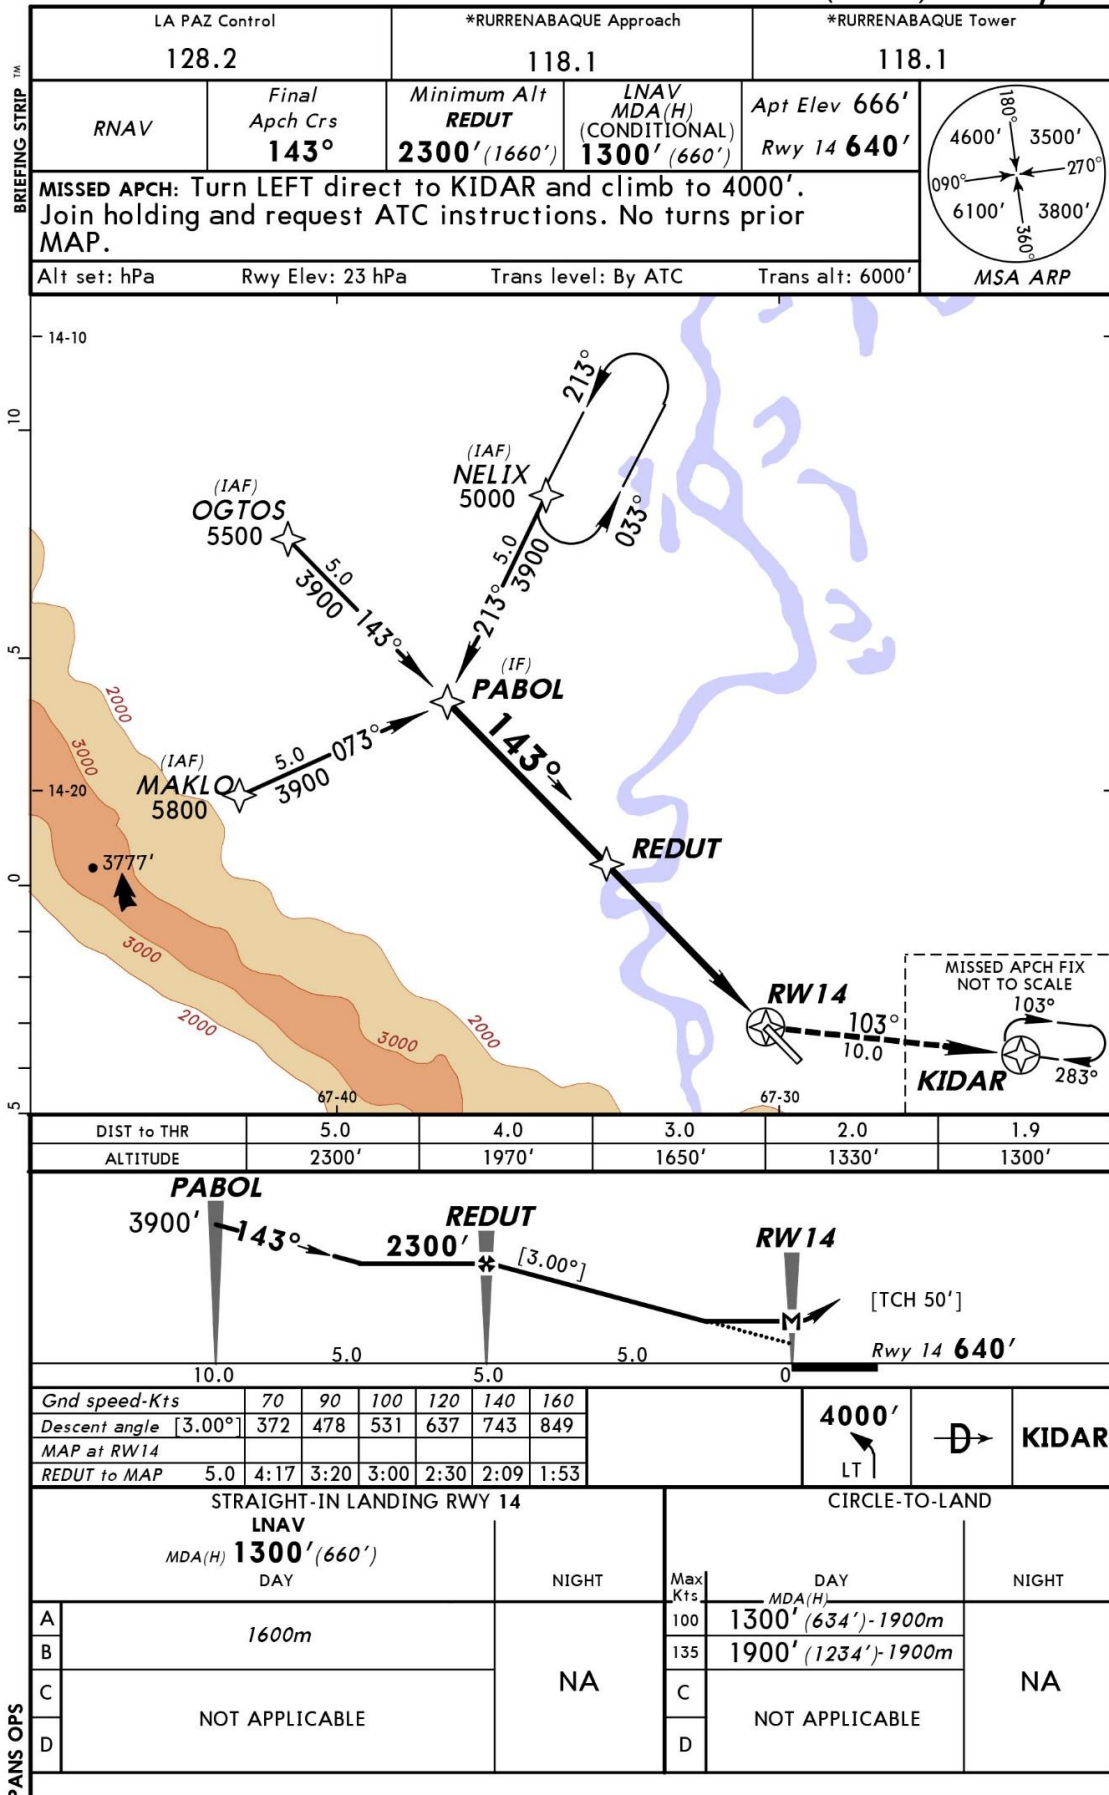 LA PAZ Control
128.2
*RURRENABAQUE Approach
118.1
*RURRENABAQUE Tower
118.1
BRIEFING STRIP ™
RNAV
Final
Apch Crs
143°
Minimum Alt
REDUT
2300' (1660')
LNAV
MDA(H)
(CONDITIONAL)
1300' (660')
Apt Elev 666'
Rwy 14 640'
MISSED APCH: Turn LEFT direct to KIDAR and climb to 4000'.
Join holding and request ATC instructions. No turns prior
MAP.
Alt set: hPa Rwy Elev: 23 hPa Trans level: By ATC Trans alt: 6000'
180°
4600' 3500'
090° 270°
6100' 3800'
360°
MSA ARP
14-10
10
213°
(IAF)
NELIX
5000
033°
(IAF)
OGTOS
5500
5.0
3900
143°
5.0
3900
213°
5
(IF)
PABOL
143°
2000
3000
(IAF)
MAKLO
5800
5.0
3900
073°
14-20
REDUT
3777'
0
3000
2000
3000
2000
RW14
103°
10.0
MISSED APCH FIX
NOT TO SCALE
103°
KIDAR
283°
67-40
67-30
5
DIST to THR 5.0 4.0 3.0 2.0 1.9
ALTITUDE 2300' 1970' 1650' 1330' 1300'
PABOL
3900'
143°
REDUT
2300'
[3.00°]
RW14
M
[TCH 50']
Rwy 14 640'
5.0 5.0
10.0 5.0 0
Gnd speed-Kts 70 90 100 120 140 160
Descent angle [3.00°] 372 478 531 637 743 849
MAP at RW14
REDUT to MAP 5.0 4:17 3:20 3:00 2:30 2:09 1:53
4000'
LT
D
KIDAR
STRAIGHT-IN LANDING RWY 14
LNAV
MDA(H) 1300' (660')
DAY NIGHT
A
B
1600m
C
D
NOT APPLICABLE
NA
CIRCLE-TO-LAND
Max
Kts
DAY
MDA(H)
NIGHT
100 1300' (634')-1900m
135 1900' (1234')-1900m
C
D
NOT APPLICABLE
NA
PANS OPS